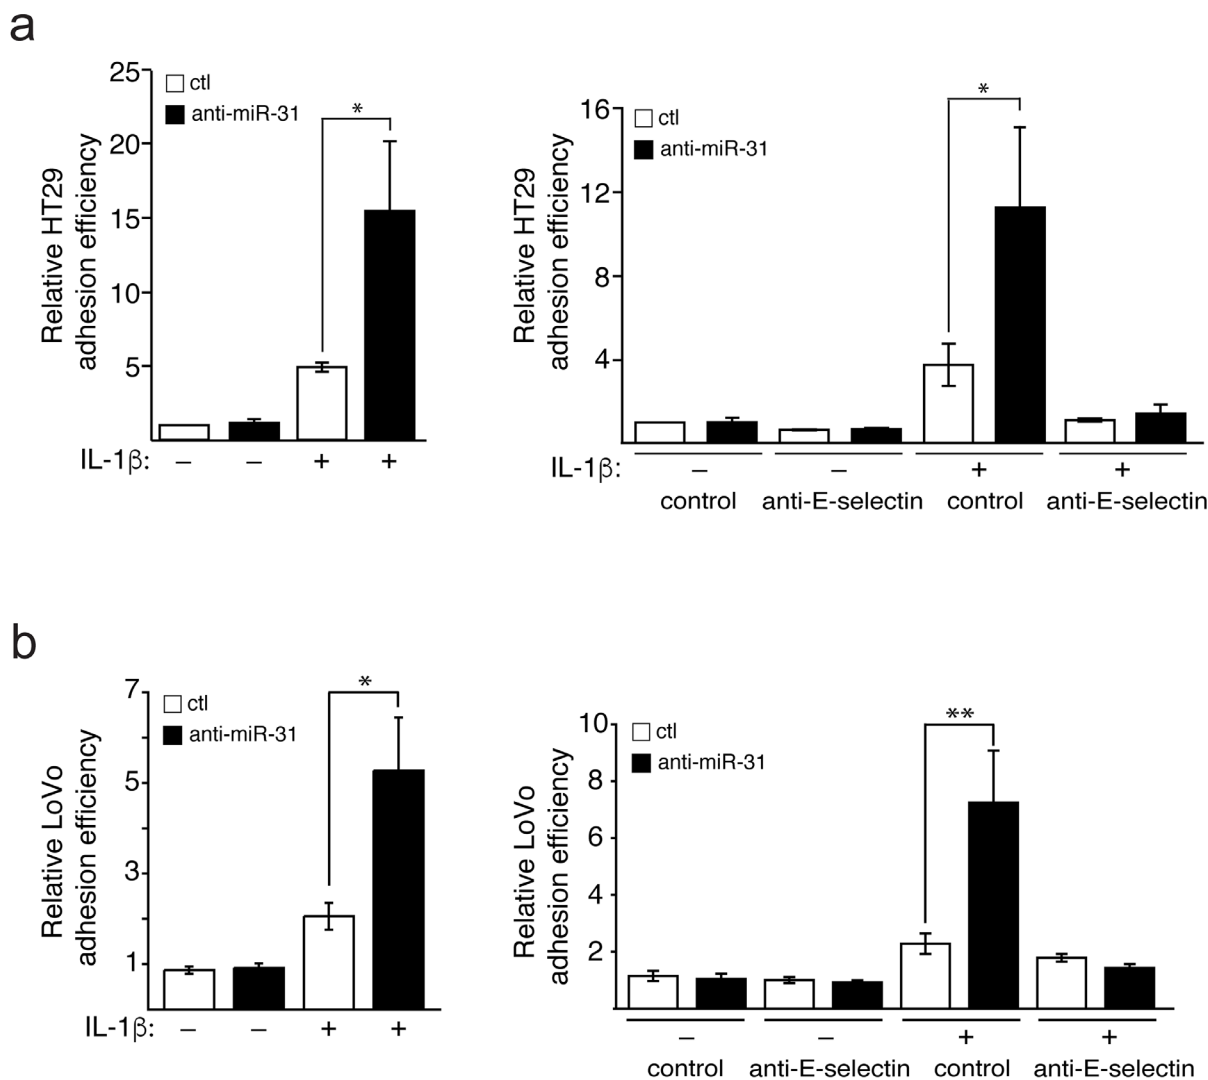 a
Relative HT29
adhesion efficiency
25
20
15
10
5
ctl
anti-miR-31
*
IL-1β: – – + +
Relative HT29
adhesion efficiency
16
12
8
4
ctl
anti-miR-31
*
IL-1β: – – + +
control anti-E-selectin control anti-E-selectin
b
Relative LoVo
adhesion efficiency
7
5
3
1
ctl
anti-miR-31
*
IL-1β: – – + +
Relative LoVo
adhesion efficiency
10
8
6
4
2
ctl
anti-miR-31
**
– – + +
control anti-E-selectin control anti-E-selectin